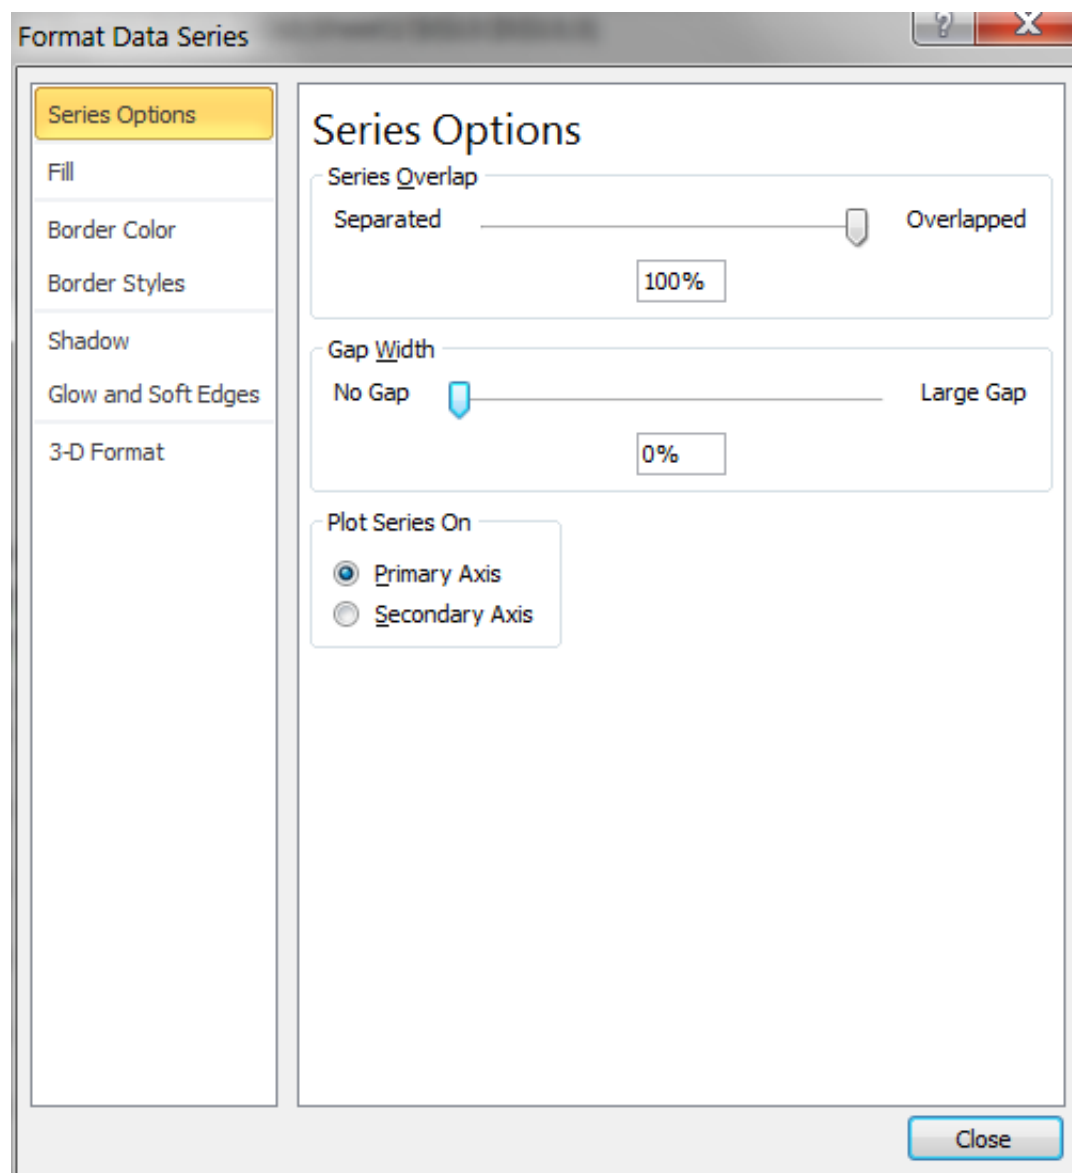 Format Data Series
Series Options
Fill
Border Color
Border Styles
Shadow
Glow and Soft Edges
3-D Format
Series Options
Series Overlap
Separated Overlapped
100%
Gap Width
No Gap Large Gap
0%
Plot Series On
Primary Axis
Secondary Axis
Close